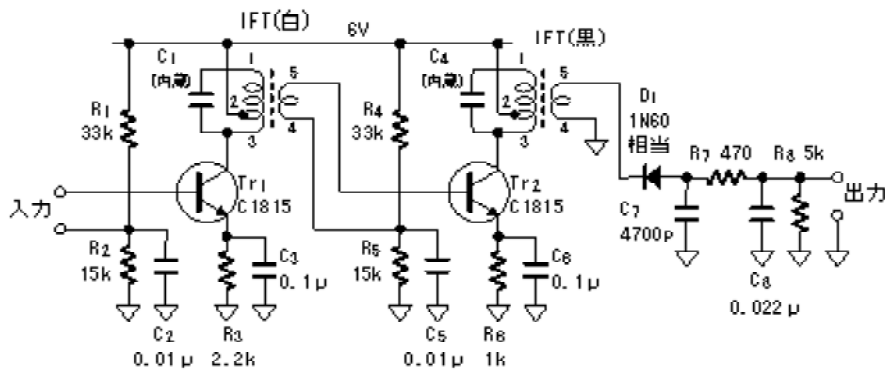 IFT(白)
6V
IFT(黒)
C1
(内蔵)
1
2
3
5
4
C4
(内蔵)
1
2
3
5
4
R1
33k
R4
33k
D1
1N60
相当
R7 470
R8 5k
Tr1
C1815
Tr2
C1815
入力
出力
C7
4700P
R2
15k
C3
0.1μ
R5
15k
C6
0.1μ
C8
0.022μ
C2
0.01μ
R3
2.2k
C5
0.01μ
R6
1k